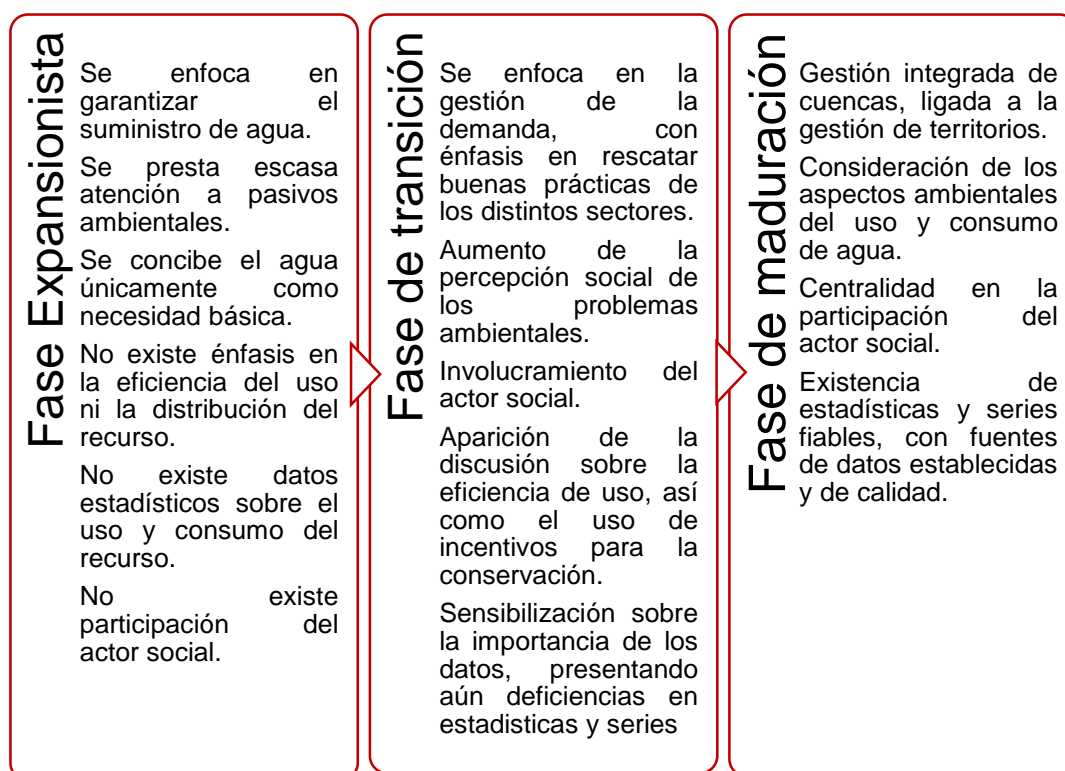 Fase Expansionista
Se enfoca en
garantizar el
suministro de agua.
Se presta escasa
atención a pasivos
ambientales.
Se concibe el agua
únicamente como
necesidad básica.
No existe énfasis en
la eficiencia del uso
ni la distribución del
recurso.
No existe datos
estadísticos sobre el
uso y consumo del
recurso.
No existe
participación del
actor social.
Fase de transición
Se enfoca en la
gestión de la
demanda, con
énfasis en rescatar
buenas prácticas de
los distintos sectores.
Aumento de la
percepción social de
los problemas
ambientales.
Involucramiento del
actor social.
Aparición de la
discusión sobre la
eficiencia de uso, así
como el uso de
incentivos para la
conservación.
Sensibilización sobre
la importancia de los
datos, presentando
aún deficiencias en
estadisticas y series
Fase de maduración
Gestión integrada de
cuencas, ligada a la
gestión de territorios.
Consideración de los
aspectos ambientales
del uso y consumo
de agua.
Centralidad en la
participación del
actor social.
Existencia de
estadísticas y series
fiables, con fuentes
de datos establecidas
y de calidad.